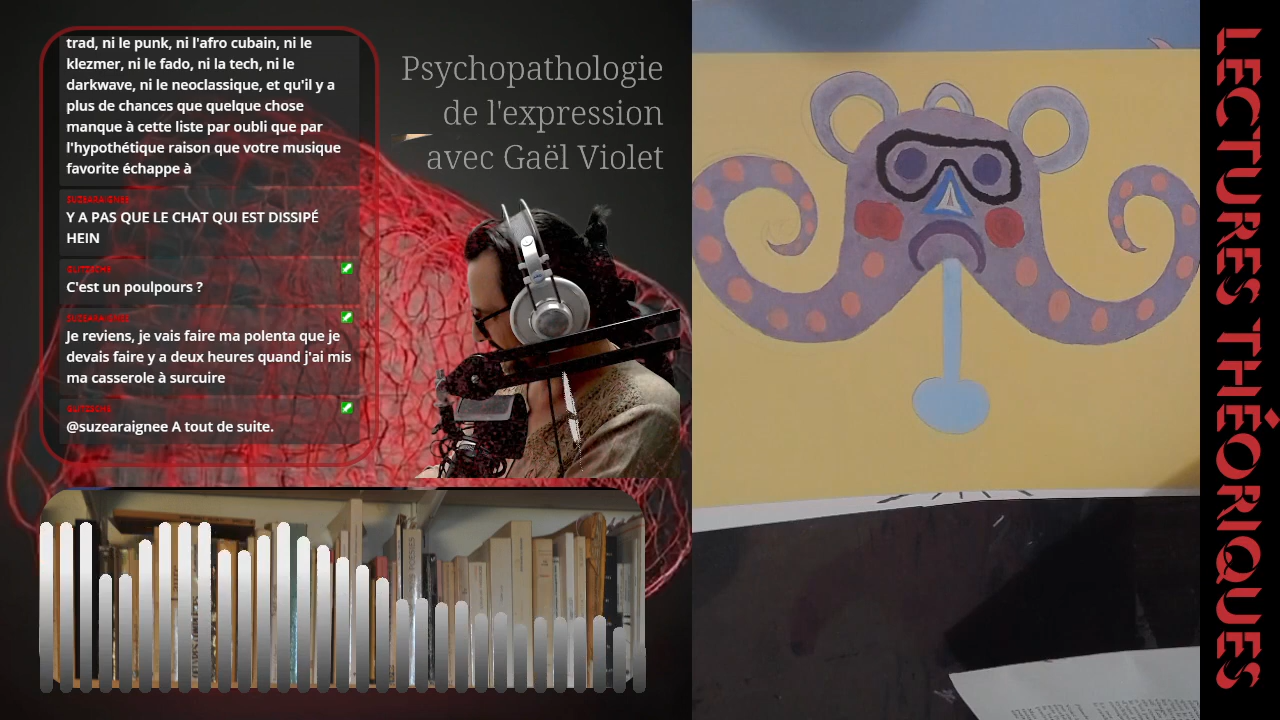 trad, ni le punk, ni l'afro cubain, ni le
klezmer, ni le fado, ni la tech, ni le
darkwave, ni le neoclassique, et qu'il y a
plus de chances que quelque chose
manque à cette liste par oubli que par
l'hypothétique raison que votre musique
favorite échappe à
SUZEARAIGNEE
Y A PAS QUE LE CHAT QUI EST DISSIPÉ
HEIN
GLITZSCHE
C'est un poulpours ?
SUZEARAIGNEE
Je reviens, je vais faire ma polenta que je
devais faire y a deux heures quand j'ai mis
ma casserole à surcuire
GLITZSCHE
@suzearaignee A tout de suite.
Psychopathologie
de l'expression
avec Gaël Violet
LECTURES THÉORIQUES